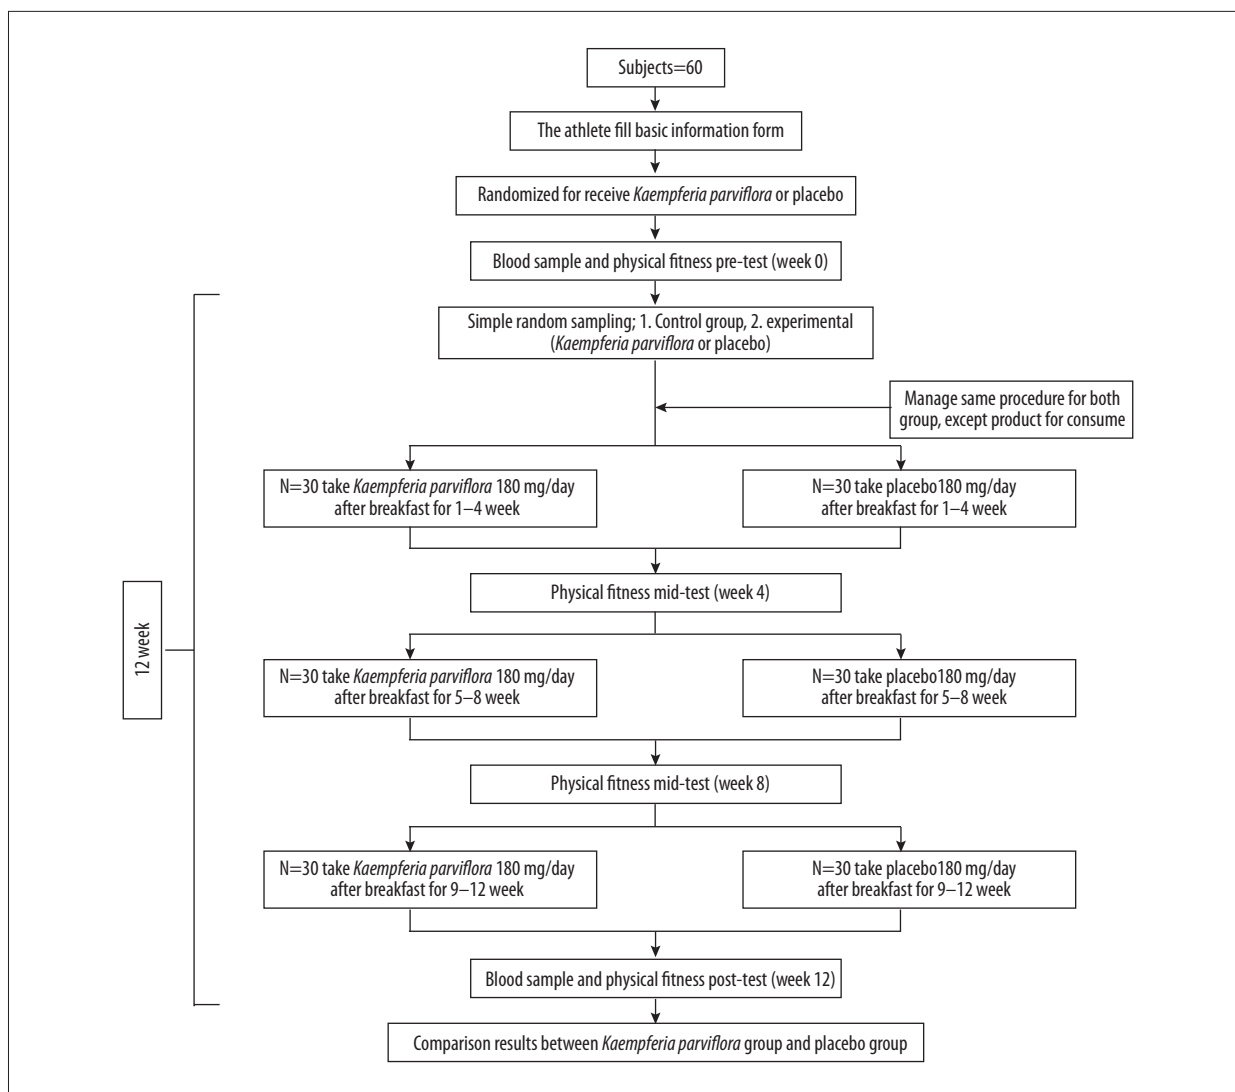 Subjects=60
The athlete fill basic information form
Randomized for receive Kaempferia parviflora or placebo
Blood sample and physical fitness pre-test (week 0)
Simple random sampling; 1. Control group, 2. experimental
(Kaempferia parviflora or placebo)
Manage same procedure for both
group, except product for consume
N=30 take Kaempferia parviflora 180 mg/day
after breakfast for 1–4 week
N=30 take placebo180 mg/day
after breakfast for 1–4 week
Physical fitness mid-test (week 4)
12 week
N=30 take Kaempferia parviflora 180 mg/day
after breakfast for 5–8 week
N=30 take placebo180 mg/day
after breakfast for 5–8 week
Physical fitness mid-test (week 8)
N=30 take Kaempferia parviflora 180 mg/day
after breakfast for 9–12 week
N=30 take placebo180 mg/day
after breakfast for 9–12 week
Blood sample and physical fitness post-test (week 12)
Comparison results between Kaempferia parviflora group and placebo group